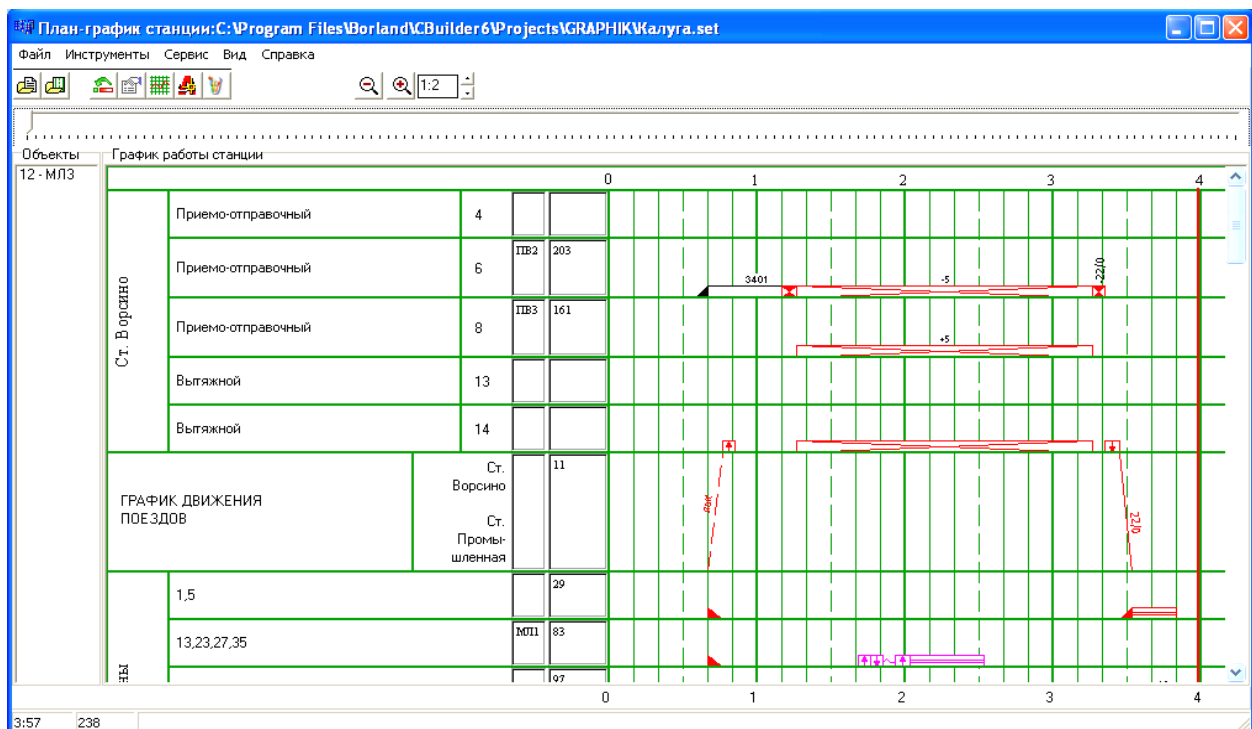 План-график станции:C:\Program Files\Borland\CBuilder6\Projects\GRAPHIK\Калуга.set
Файл Инструменты Сервис Вид Справка
1:2
Объекты График работы станции
12 - МЛЗ
0 1 2 3 4
Ст. Ворсино
Приемо-отправочный 4
Приемо-отправочный 6 ПВ2 203
3401 -5 -22/0
Приемо-отправочный 8 ПВ3 161
+5
Вытяжной 13
Вытяжной 14
ГРАФИК ДВИЖЕНИЯ
ПОЕЗДОВ
Ст.
Ворсино
Ст.
Промы-
шленная
11
22/0
1,5 29
13,23,27,35 МЛ1 83
ны
97
0 1 2 3 4
3:57 238